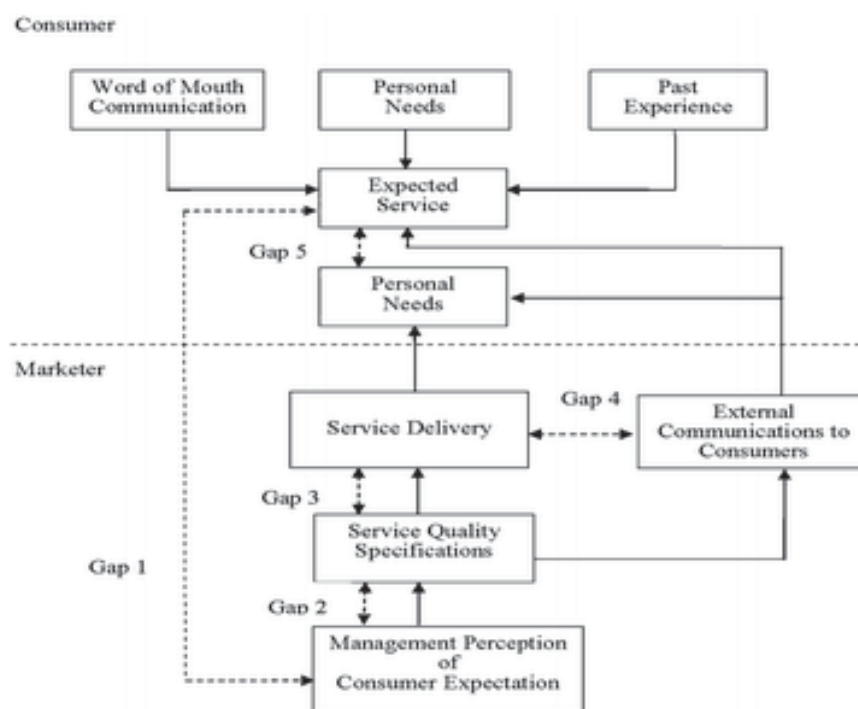 Consumer
Word of Mouth
Communication
Personal
Needs
Past
Experience
Expected
Service
Gap 5
Personal
Needs
Marketer
Service Delivery
Gap 4
External
Communications to
Consumers
Gap 3
Service Quality
Specifications
Gap 1
Gap 2
Management Perception
of
Consumer Expectation